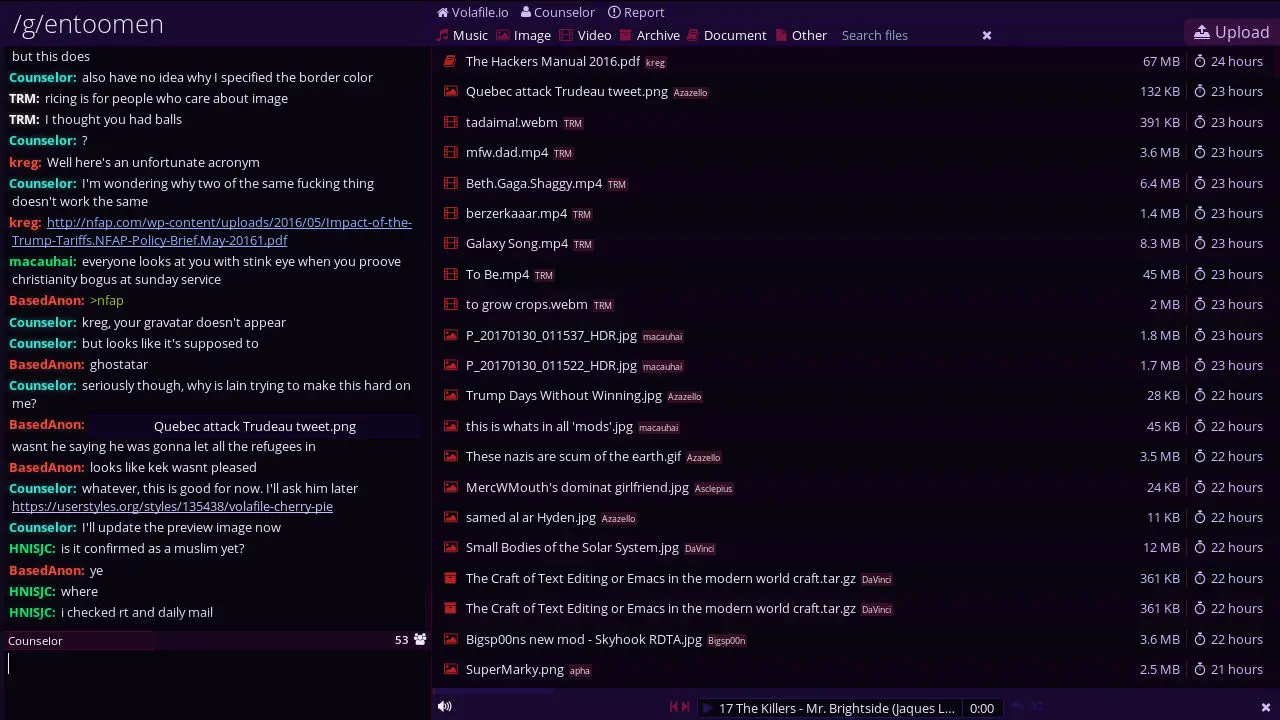 /g/entoomen
but this does
Counselor: also have no idea why I specified the border color
TRM: ricing is for people who care about image
TRM: I thought you had balls
Counselor: ?
kreg: Well here's an unfortunate acronym
Counselor: I'm wondering why two of the same fucking thing
doesn't work the same
kreg: http://nfap.com/wp-content/uploads/2016/05/Impact-of-the-
Trump-Tariffs.NFAP-Policy-Brief.May-20161.pdf
macauhai: everyone looks at you with stink eye when you proove
christianity bogus at sunday service
BasedAnon: >nfap
Counselor: kreg, your gravatar doesn't appear
Counselor: but looks like it's supposed to
BasedAnon: ghostatar
Counselor: seriously though, why is lain trying to make this hard on
me?
BasedAnon: Quebec attack Trudeau tweet.png
wasnt he saying he was gonna let all the refugees in
BasedAnon: looks like kek wasnt pleased
Counselor: whatever, this is good for now. I'll ask him later
https://userstyles.org/styles/135438/volafile-cherry-pie
Counselor: I'll update the preview image now
HNISJC: is it confirmed as a muslim yet?
BasedAnon: ye
HNISJC: where
HNISJC: i checked rt and daily mail
Counselor 53
Volafile.io Counselor Report
Music Image Video Archive Document Other Search files Upload
The Hackers Manual 2016.pdf kreg 67 MB 24 hours
Quebec attack Trudeau tweet.png Azazello 132 KB 23 hours
tadaima!.webm TRM 391 KB 23 hours
mfw.dad.mp4 TRM 3.6 MB 23 hours
Beth.Gaga.Shaggy.mp4 TRM 6.4 MB 23 hours
berzerkaaar.mp4 TRM 1.4 MB 23 hours
Galaxy Song.mp4 TRM 8.3 MB 23 hours
To Be.mp4 TRM 45 MB 23 hours
to grow crops.webm TRM 2 MB 23 hours
P_20170130_011537_HDR.jpg macauhai 1.8 MB 23 hours
P_20170130_011522_HDR.jpg macauhai 1.7 MB 23 hours
Trump Days Without Winning.jpg Azazello 28 KB 22 hours
this is whats in all 'mods'.jpg macauhai 45 KB 22 hours
These nazis are scum of the earth.gif Azazello 3.5 MB 22 hours
MercWMouth's dominat girlfriend.jpg Asclepius 24 KB 22 hours
samed al ar Hyden.jpg Azazello 11 KB 22 hours
Small Bodies of the Solar System.jpg DaVinci 12 MB 22 hours
The Craft of Text Editing or Emacs in the modern world craft.tar.gz DaVinci 361 KB 22 hours
The Craft of Text Editing or Emacs in the modern world craft.tar.gz DaVinci 361 KB 22 hours
Bigsp00ns new mod - Skyhook RDTA.jpg Bigsp00n 3.6 MB 22 hours
SuperMarky.png apha 2.5 MB 21 hours
17 The Killers - Mr. Brightside (Jaques L... 0:00